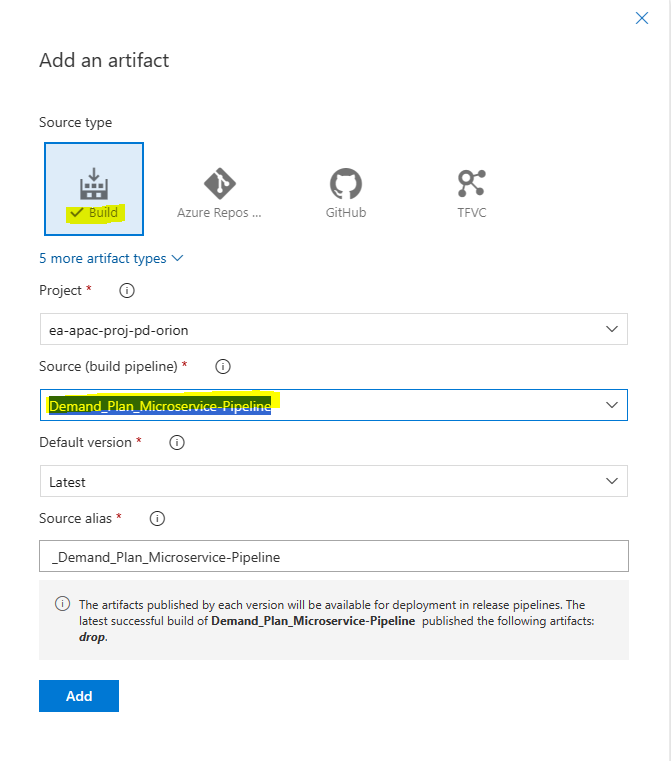 Add an artifact
Source type
Build
Azure Repos ...
GitHub
TFVC
5 more artifact types
Project *
ea-apac-proj-pd-orion
Source (build pipeline) *
Demand_Plan_Microservice-Pipeline
Default version *
Latest
Source alias *
_Demand_Plan_Microservice-Pipeline
The artifacts published by each version will be available for deployment in release pipelines. The
latest successful build of Demand_Plan_Microservice-Pipeline published the following artifacts:
drop.
Add